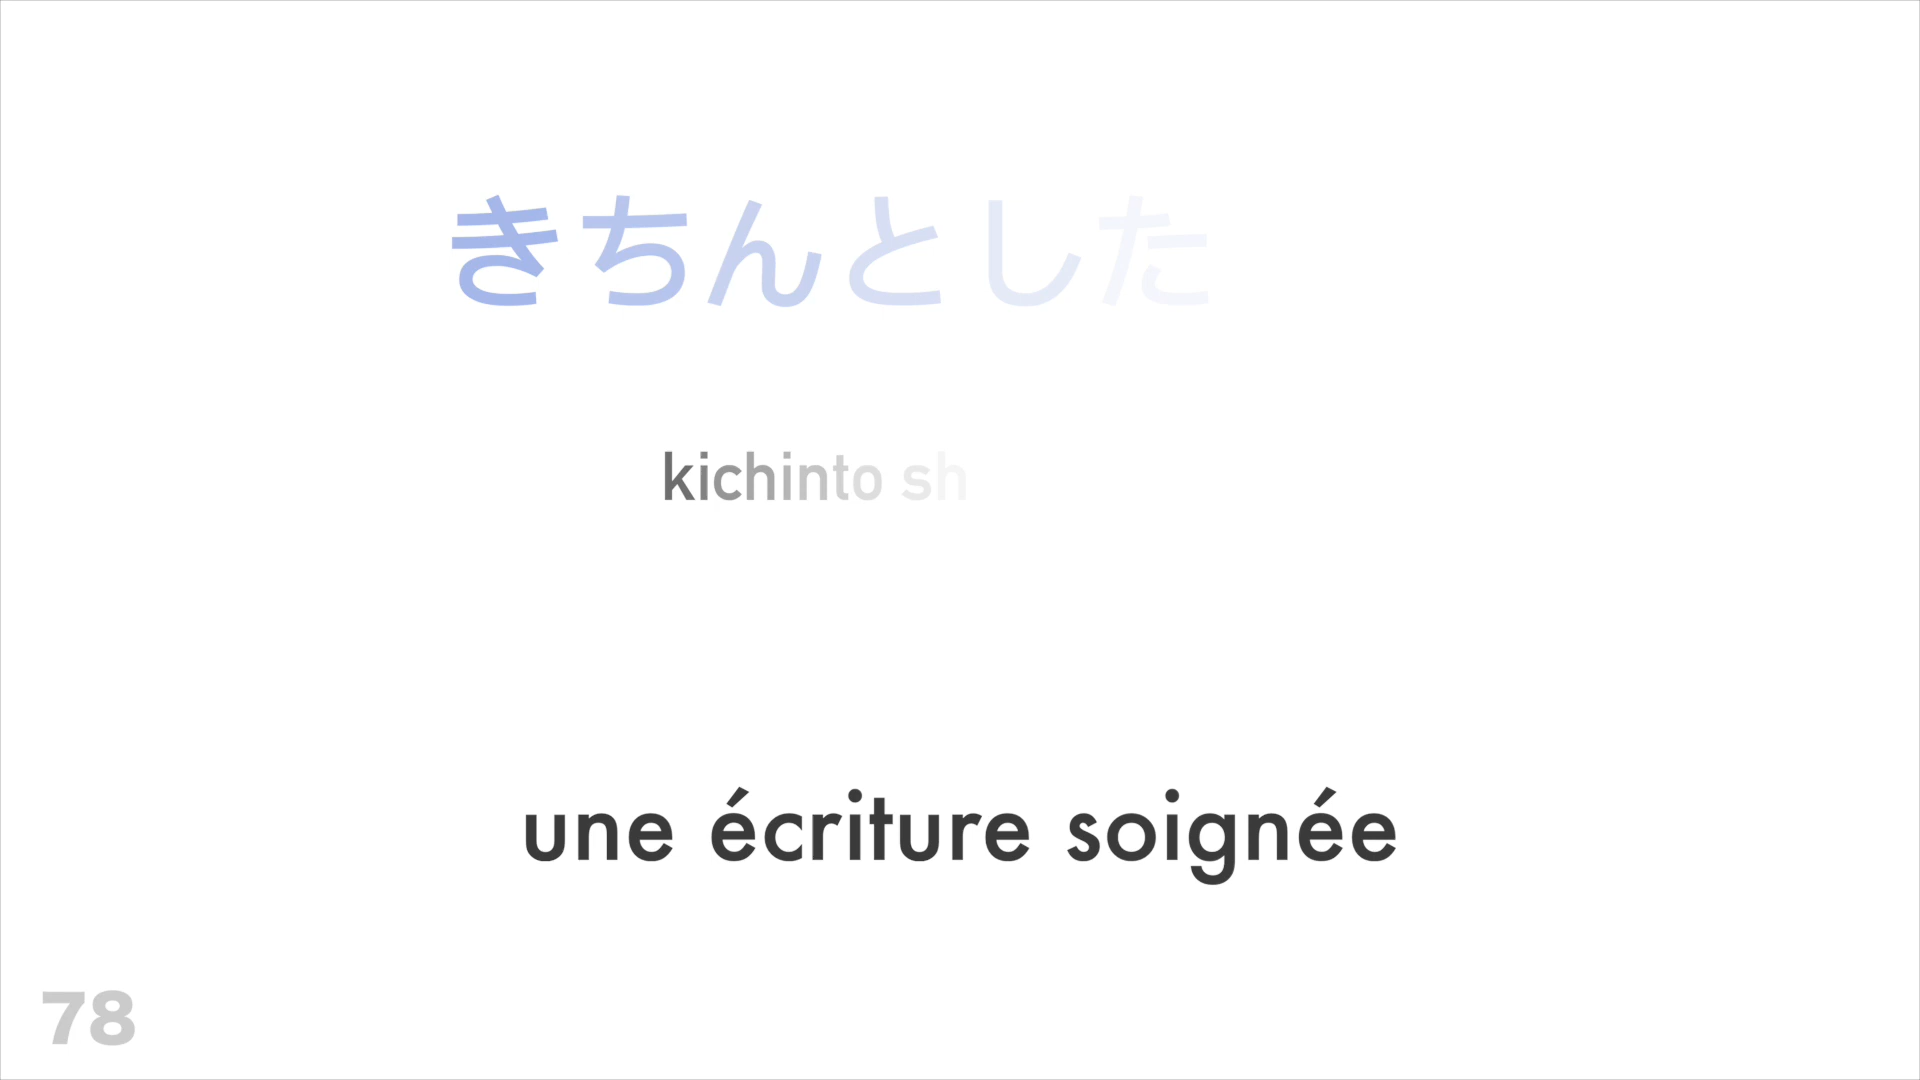 きちんとした
kichinto sh
une écriture soignée
78